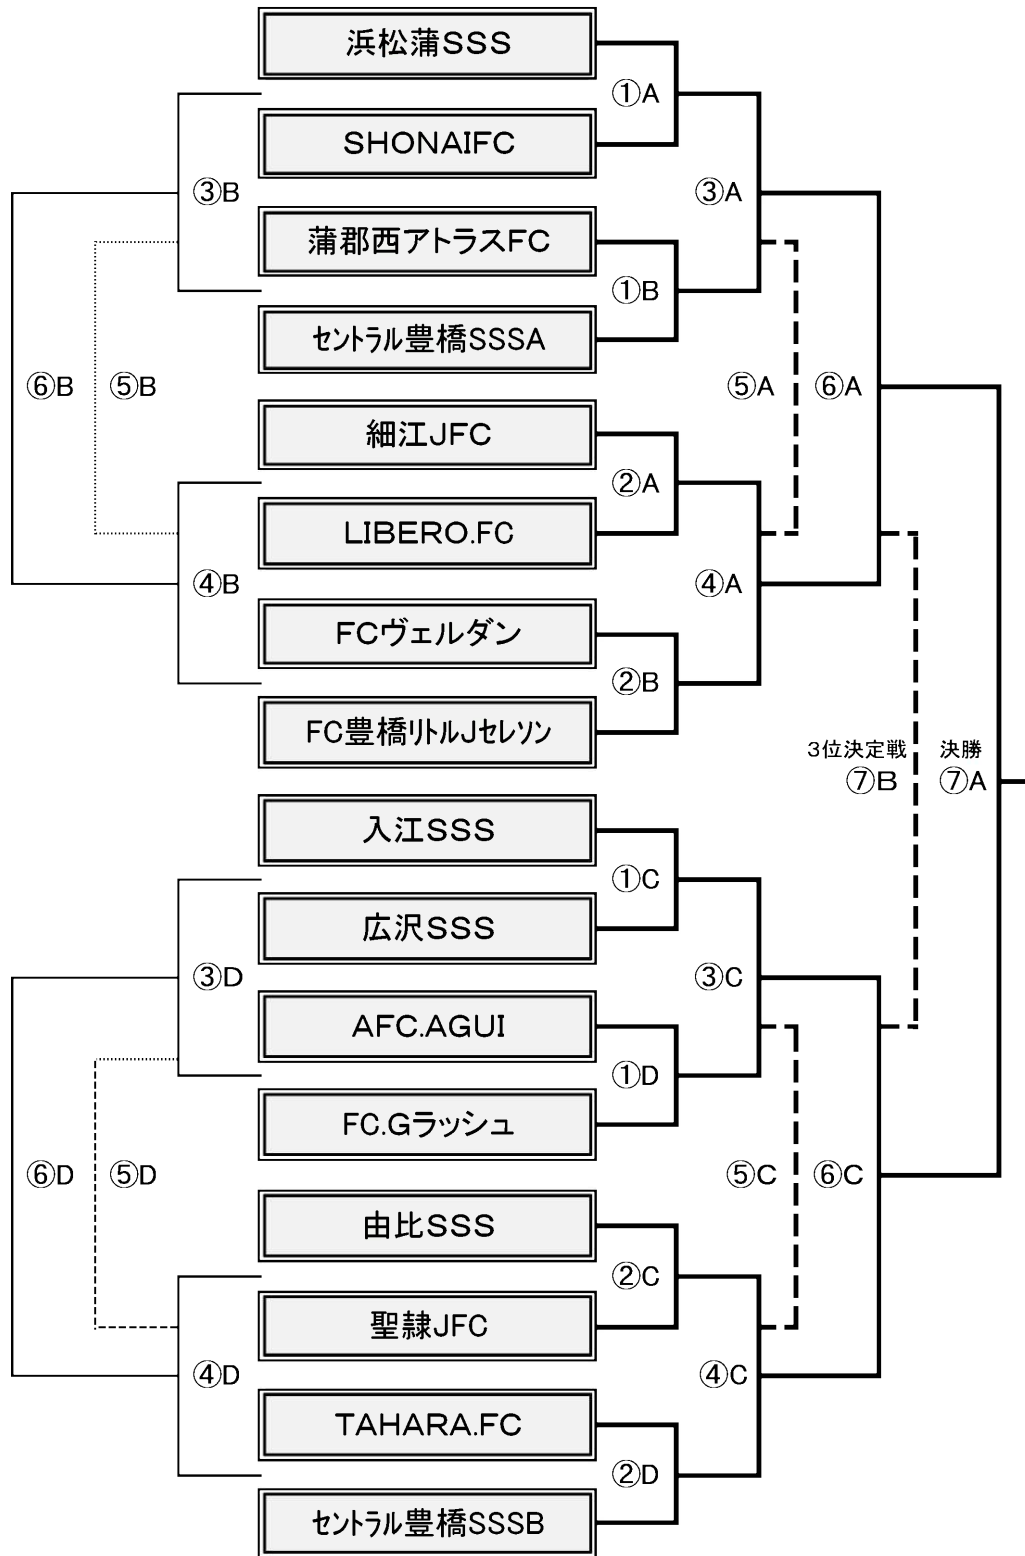 浜松蒲SSS
①A
SHONAIFC
③B
③A
蒲郡西アトラスFC
①B
セントラル豊橋SSSA
⑥B
⑤B
⑤A
⑥A
細江JFC
②A
LIBERO.FC
④B
④A
FCヴェルダン
②B
FC豊橋リトルJセレソン
3位決定戦
決勝
⑦B
⑦A
入江SSS
①C
広沢SSS
③D
③C
AFC.AGUI
①D
FC.Gラッシュ
⑥D
⑤D
⑤C
⑥C
由比SSS
②C
聖隷JFC
④D
④C
TAHARA.FC
②D
セントラル豊橋SSSB